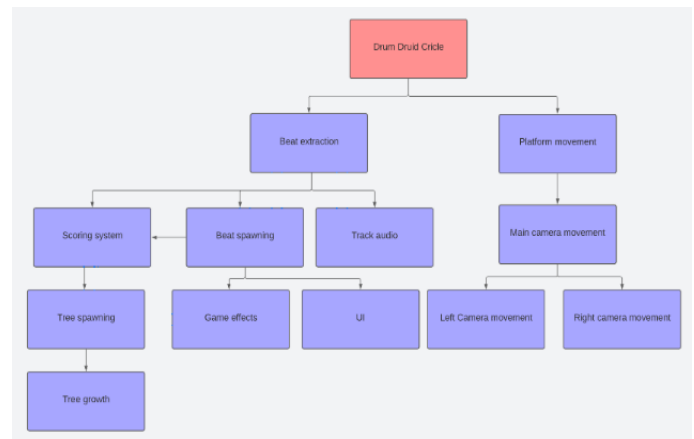 Drum Druid Cricle
Beat extraction
Platform movement
Scoring system
Beat spawning
Track audio
Main camera movement
Tree spawning
Game effects
UI
Left Camera movement
Right camera movement
Tree growth